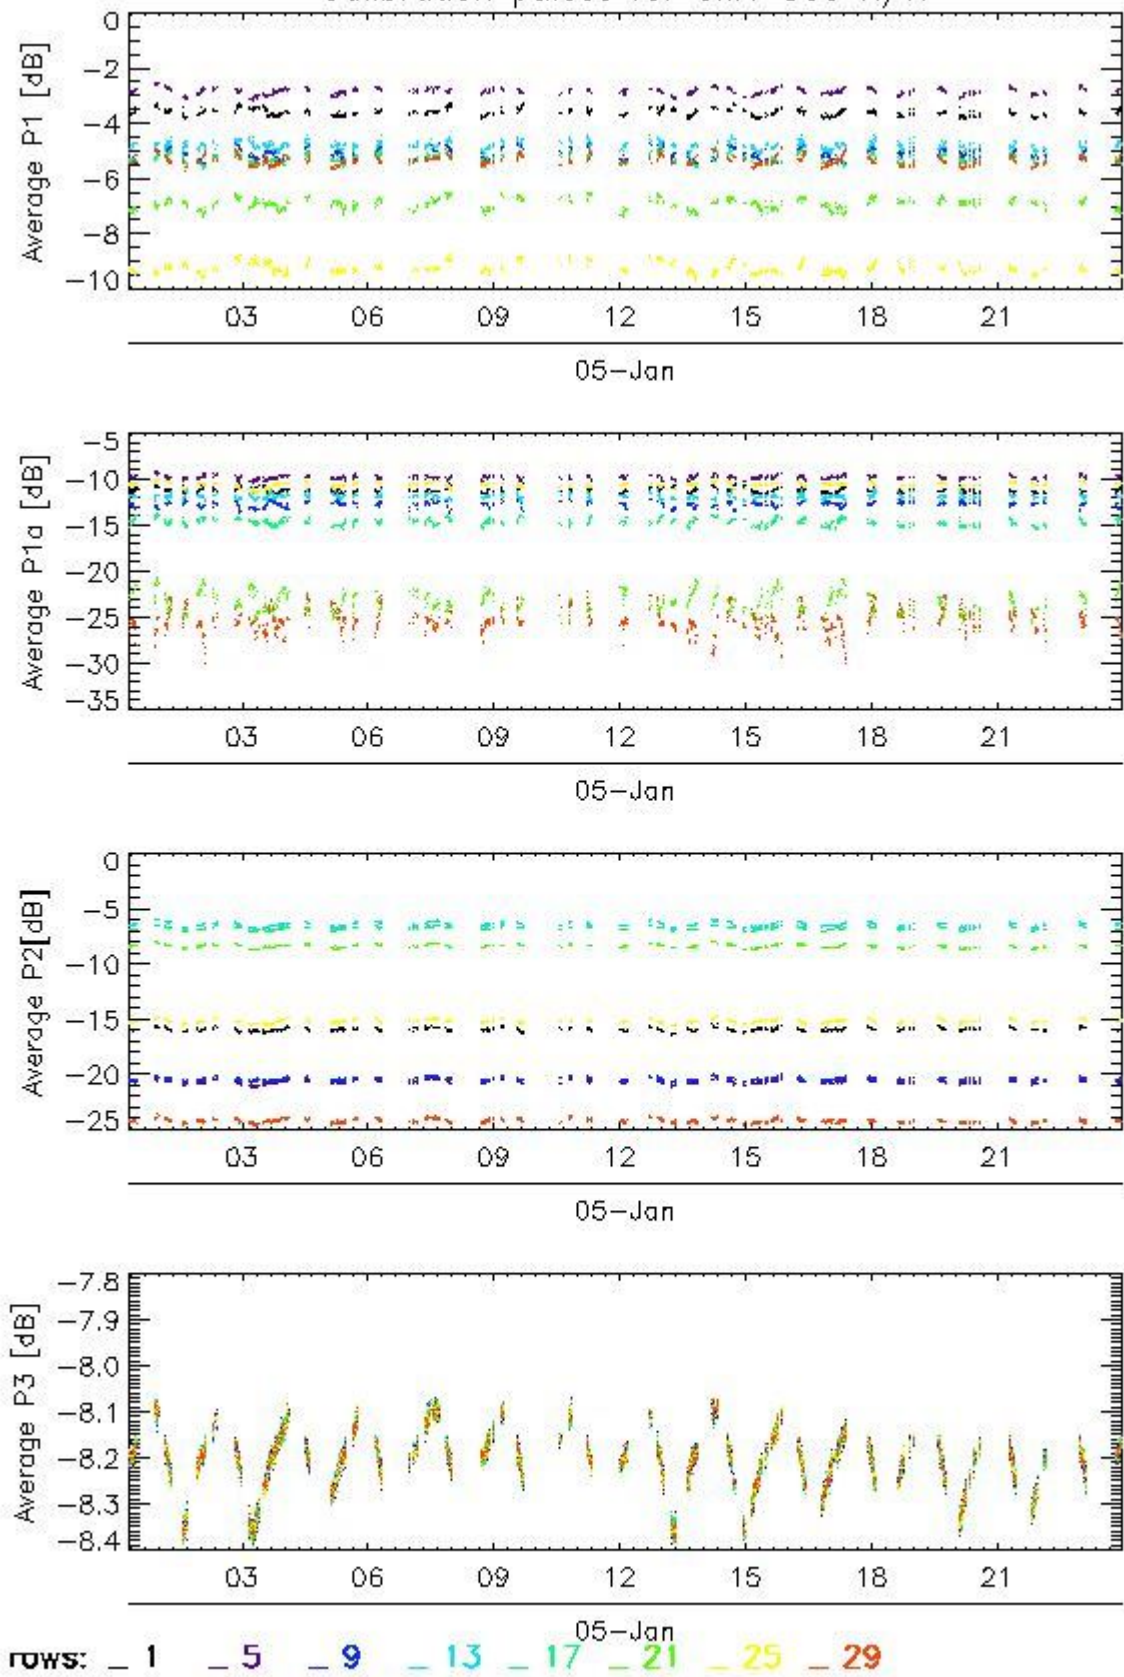 0
−2
−4
−6
−8
−10
Average P1 [dB]
03 06 09 12 15 18 21
05−Jan
−5
−10
−15
−20
−25
−30
−35
Average P1a [dB]
03 06 09 12 15 18 21
05−Jan
0
−5
−10
−15
−20
−25
Average P2[dB]
03 06 09 12 15 18 21
05−Jan
−7.8
−7.9
−8.0
−8.1
−8.2
−8.3
−8.4
Average P3 [dB]
03 06 09 12 15 18 21
05−Jan
rows: _ 1 _ 5 _ 9 _ 13 _ 17 _ 21 _ 25 _ 29